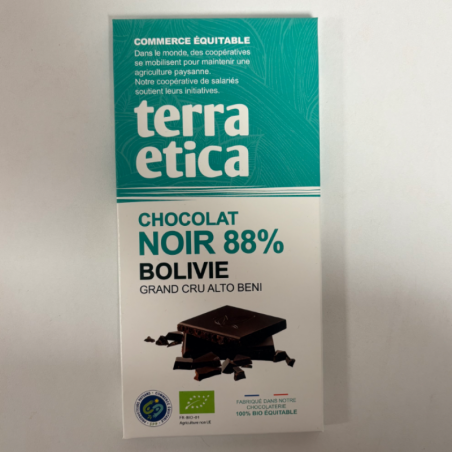 COMMERCE ÉQUITABLE
Dans le monde, des coopératives
se mobilisent pour maintenir une
agriculture paysanne.
Notre coopérative de salariés
soutient leurs initiatives.
terra
etica
CHOCOLAT
NOIR 88%
BOLIVIE
GRAND CRU ALTO BENI
FABRIQUÉ DANS NOTRE
CHOCOLATERIE
100% BIO ÉQUITABLE